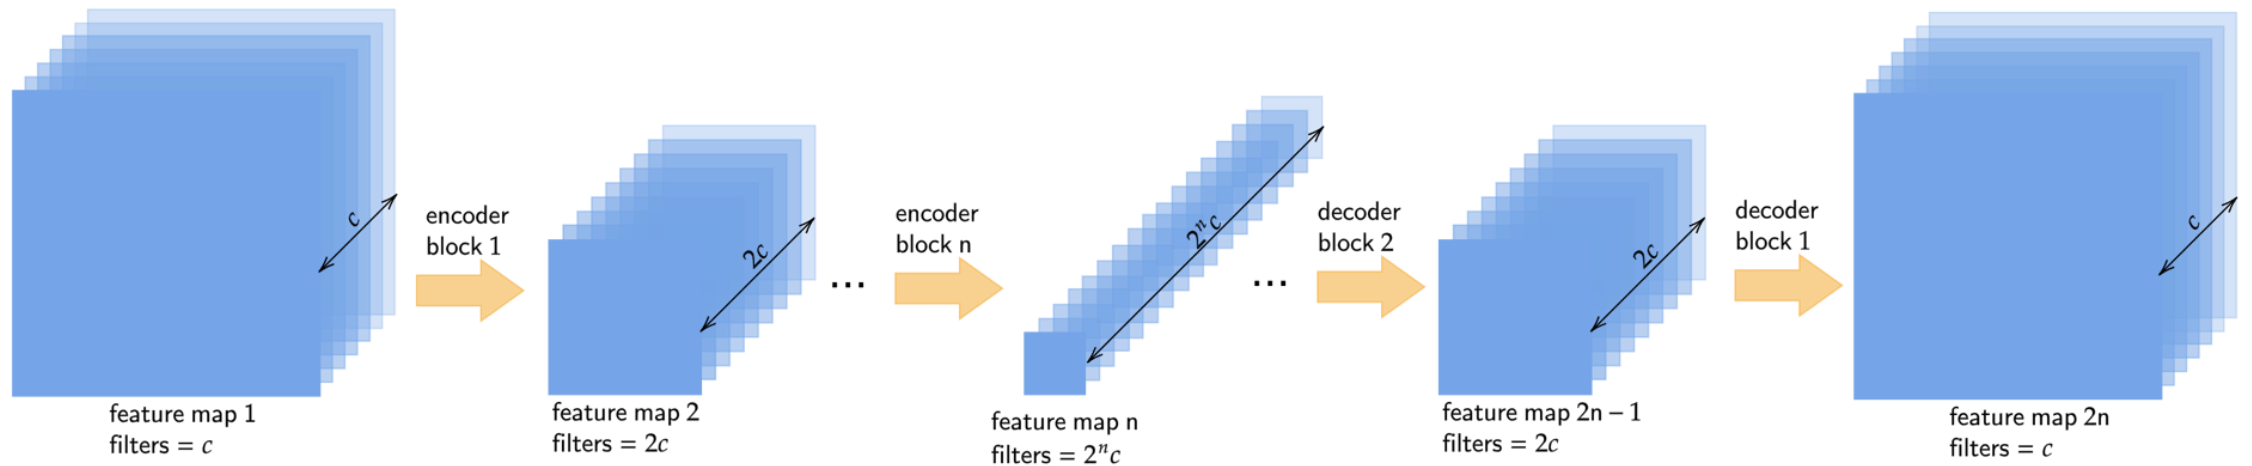 c
encoder
block 1
2c
...
encoder
block n
2ⁿc
...
decoder
block 2
2c
decoder
block 1
c
feature map 1
filters = c
feature map 2
filters = 2c
feature map n
filters = 2ⁿc
feature map 2n − 1
filters = 2c
feature map 2n
filters = c